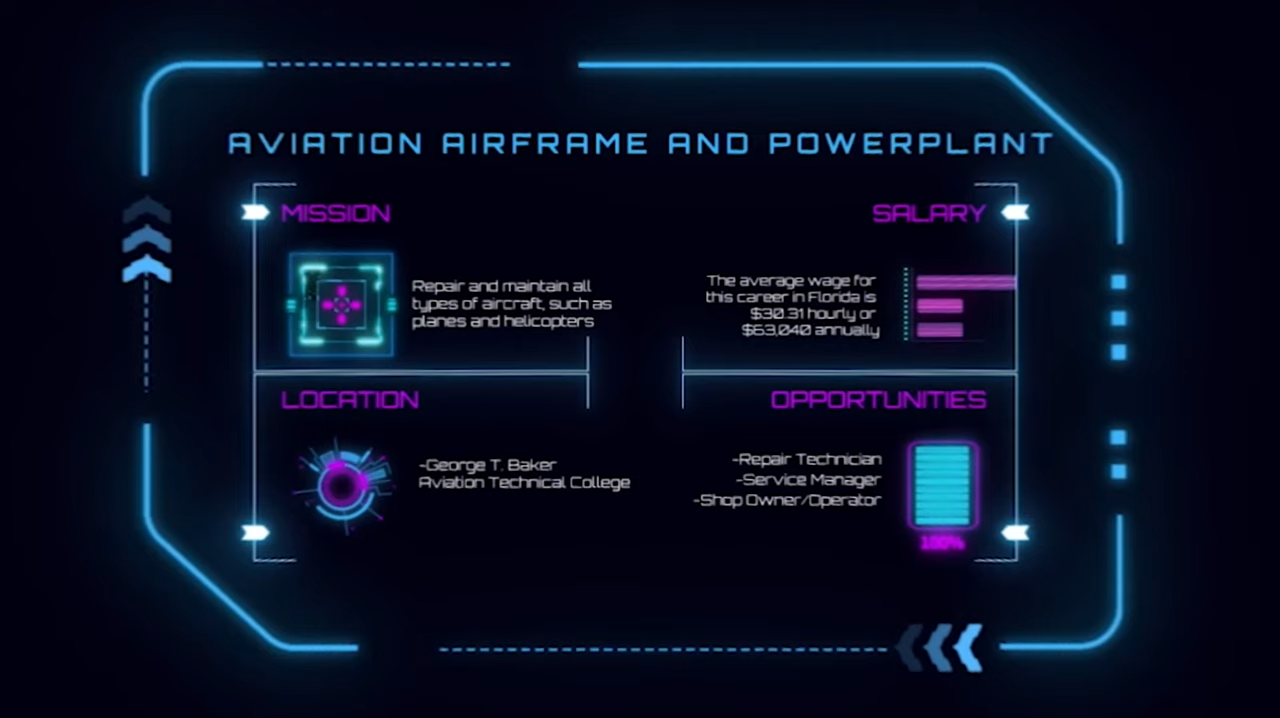 AVIATION AIRFRAME AND POWERPLANT
MISSION
Repair and maintain all
types of aircraft, such as
planes and helicopters
SALARY
The average wage for
this career in Florida is
$30.31 hourly or
$63,040 annually
LOCATION
-George T. Baker
Aviation Technical College
OPPORTUNITIES
-Repair Technician
-Service Manager
-Shop Owner/Operator
100%